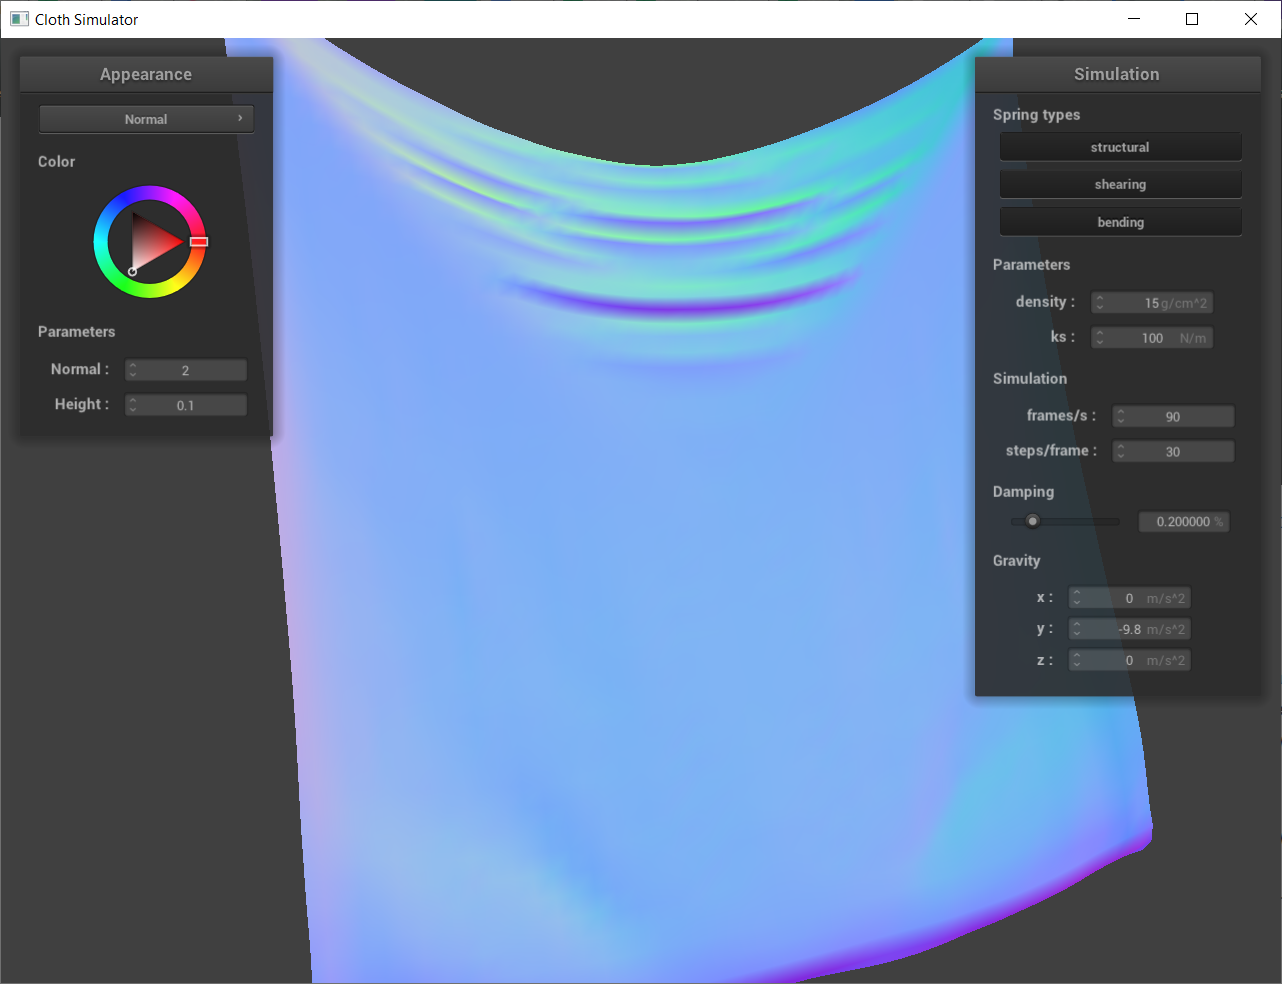 Cloth Simulator
Appearance
Normal
Color
Parameters
Normal :
2
Height :
0.1
Simulation
Spring types
structural
shearing
bending
Parameters
density :
15 g/cm^2
ks :
100 N/m
Simulation
frames/s :
90
steps/frame :
30
Damping
0.200000 %
Gravity
x :
0 m/s^2
y :
-9.8 m/s^2
z :
0 m/s^2